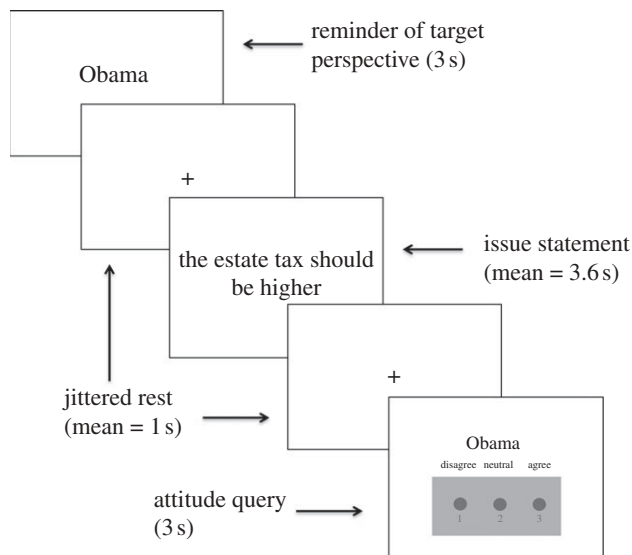 reminder of target
perspective (3 s)
Obama
+
the estate tax should
be higher
issue statement
(mean = 3.6 s)
+
jittered rest
(mean = 1 s)
Obama
disagree neutral agree
1 2 3
attitude query
(3 s)